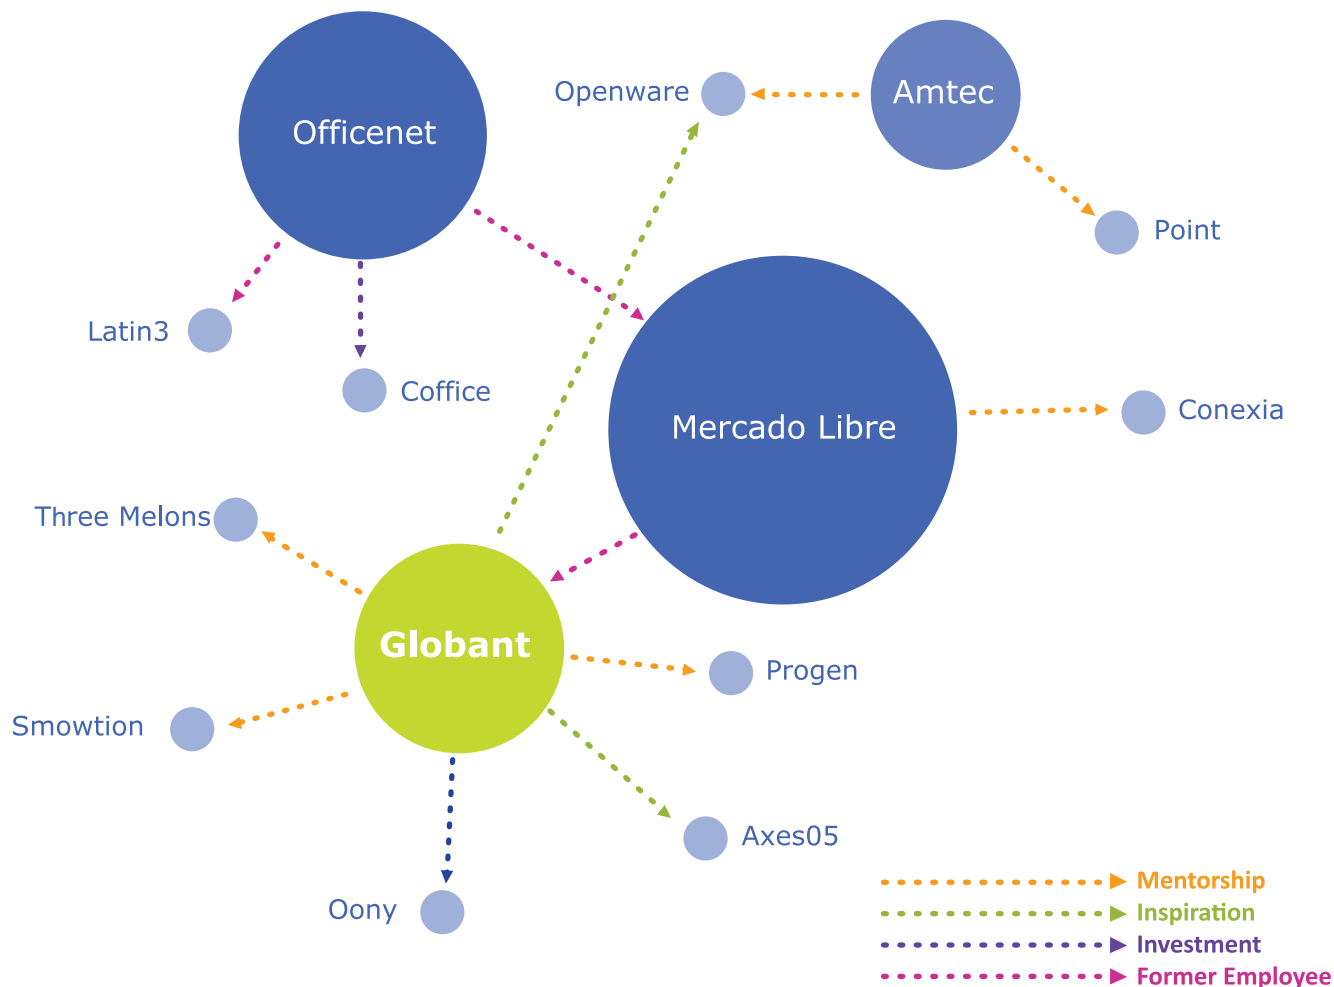 Openware
Amtec
Officenet
Point
Latin3
Coffice
Mercado Libre
Conexia
Three Melons
Globant
Progen
Smowtion
Axes05
Oony
Mentorship
Inspiration
Investment
Former Employee